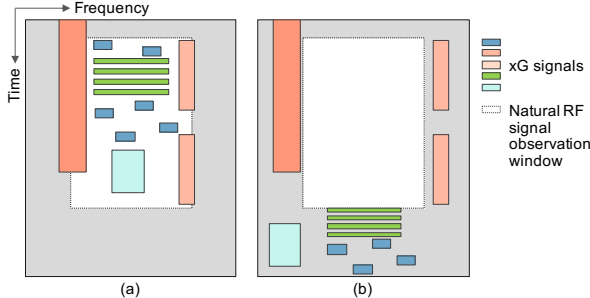 Frequency
Time
xG signals
Natural RF
signal
observation
window
(a)
(b)